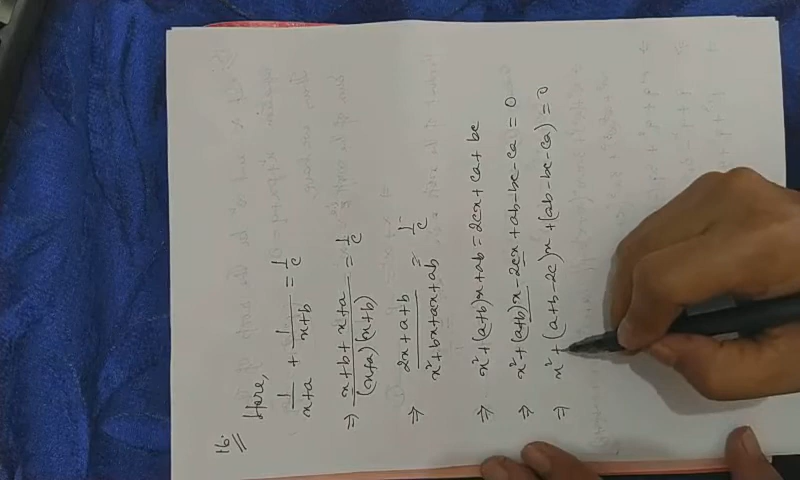 16.
Here,
1/(x+a) + 1/(x+b) = 1/c
⇒ (x+b+x+a)/((x+a)(x+b)) = 1/c
⇒ (2x+a+b)/(x²+bx+ax+ab) = 1/c
⇒ x²+(a+b)x+ab = 2cx+ca+bc
⇒ x²+(a+b)x-2cx+ab-bc-ca=0
⇒ x²+(a+b-2c)x+(ab-bc-ca)=0